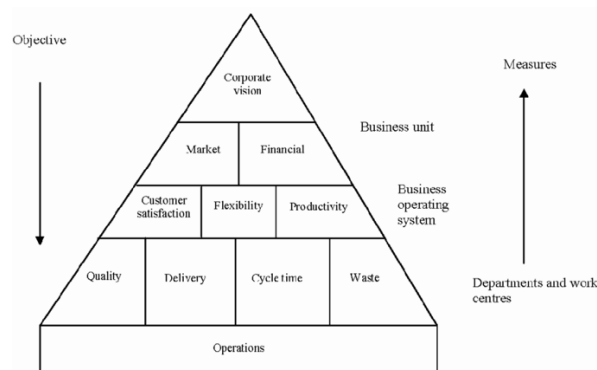 Objective
Corporate
vision
Measures
Market
Financial
Business unit
Customer
satisfaction
Flexibility
Productivity
Business
operating
system
Quality
Delivery
Cycle time
Waste
Departments and work
centres
Operations